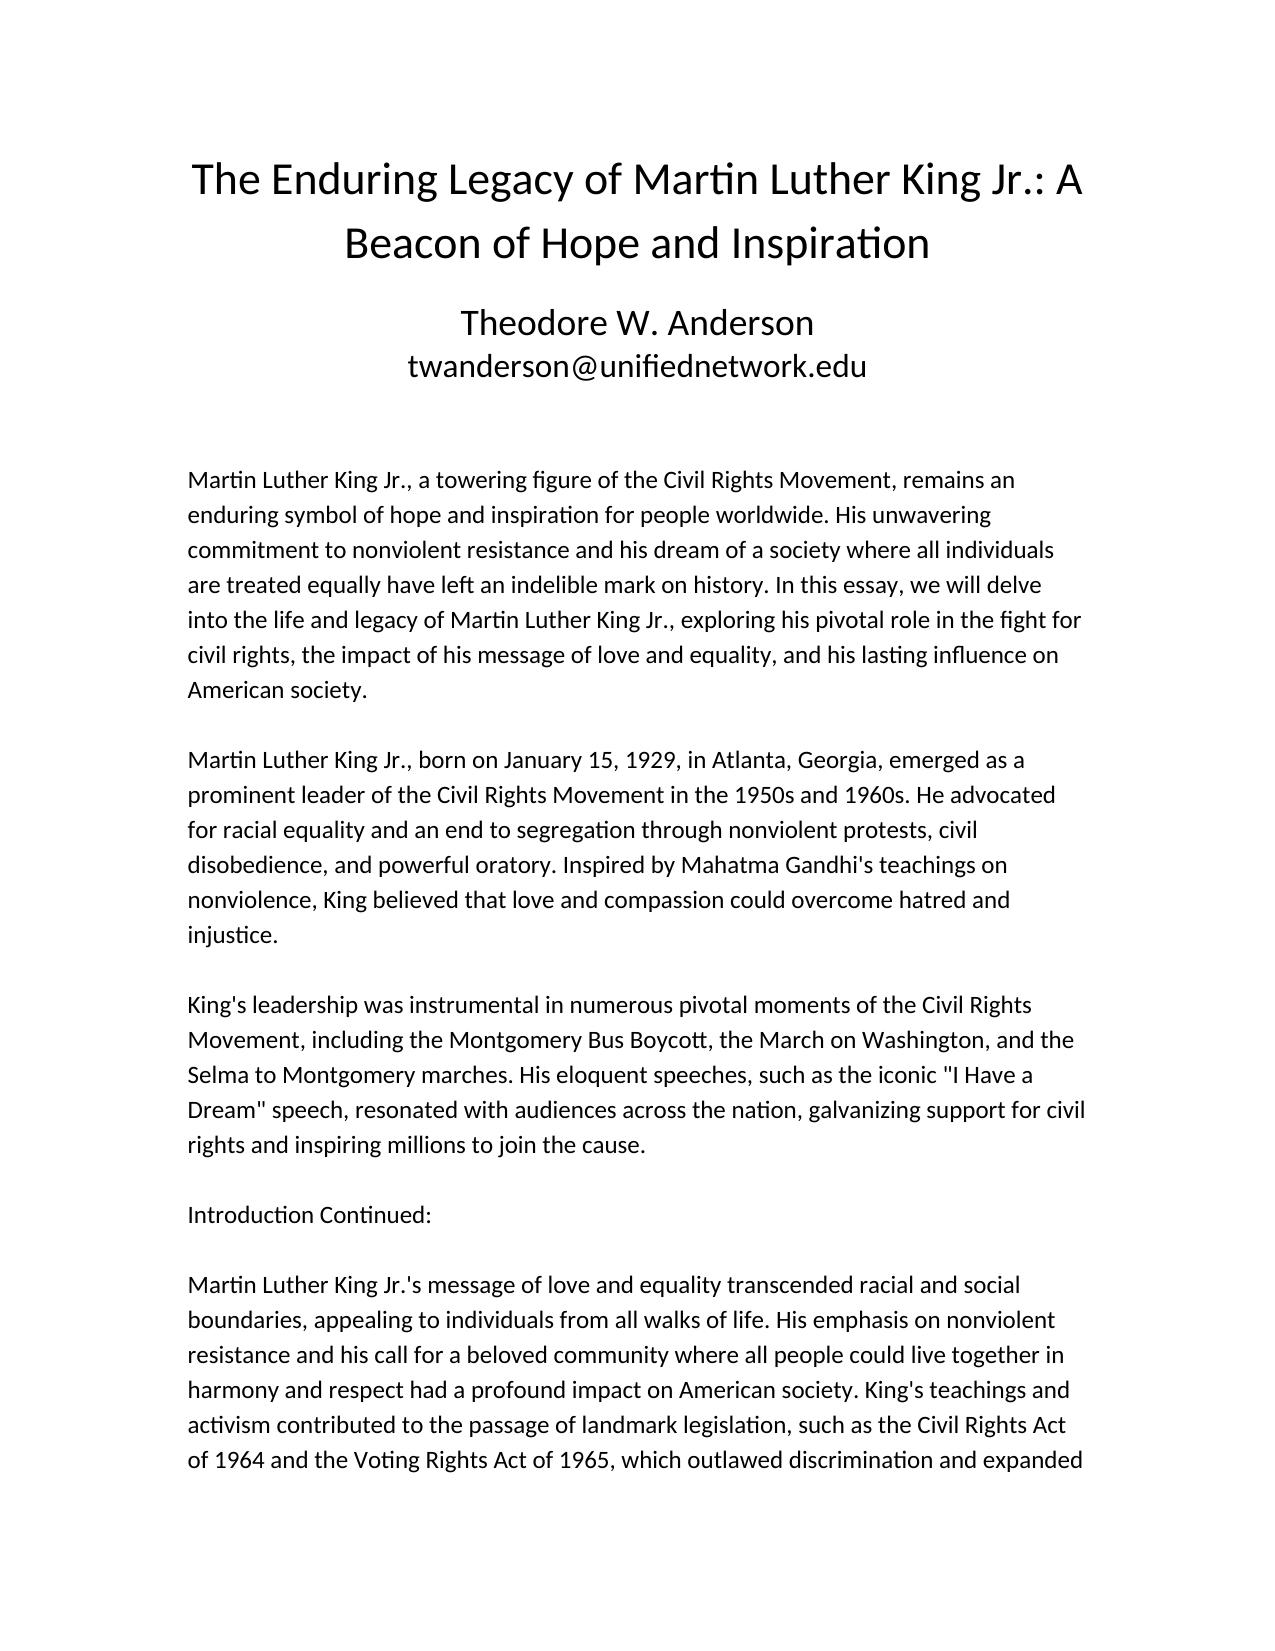 The Enduring Legacy of Martin Luther King Jr.: A
Beacon of Hope and Inspiration
Theodore W. Anderson
twanderson@unifiednetwork.edu
Martin Luther King Jr., a towering figure of the Civil Rights Movement, remains an
enduring symbol of hope and inspiration for people worldwide. His unwavering
commitment to nonviolent resistance and his dream of a society where all individuals
are treated equally have left an indelible mark on history. In this essay, we will delve
into the life and legacy of Martin Luther King Jr., exploring his pivotal role in the fight for
civil rights, the impact of his message of love and equality, and his lasting influence on
American society.
Martin Luther King Jr., born on January 15, 1929, in Atlanta, Georgia, emerged as a
prominent leader of the Civil Rights Movement in the 1950s and 1960s. He advocated
for racial equality and an end to segregation through nonviolent protests, civil
disobedience, and powerful oratory. Inspired by Mahatma Gandhi's teachings on
nonviolence, King believed that love and compassion could overcome hatred and
injustice.
King's leadership was instrumental in numerous pivotal moments of the Civil Rights
Movement, including the Montgomery Bus Boycott, the March on Washington, and the
Selma to Montgomery marches. His eloquent speeches, such as the iconic "I Have a
Dream" speech, resonated with audiences across the nation, galvanizing support for civil
rights and inspiring millions to join the cause.
Introduction Continued:
Martin Luther King Jr.'s message of love and equality transcended racial and social
boundaries, appealing to individuals from all walks of life. His emphasis on nonviolent
resistance and his call for a beloved community where all people could live together in
harmony and respect had a profound impact on American society. King's teachings and
activism contributed to the passage of landmark legislation, such as the Civil Rights Act
of 1964 and the Voting Rights Act of 1965, which outlawed discrimination and expanded